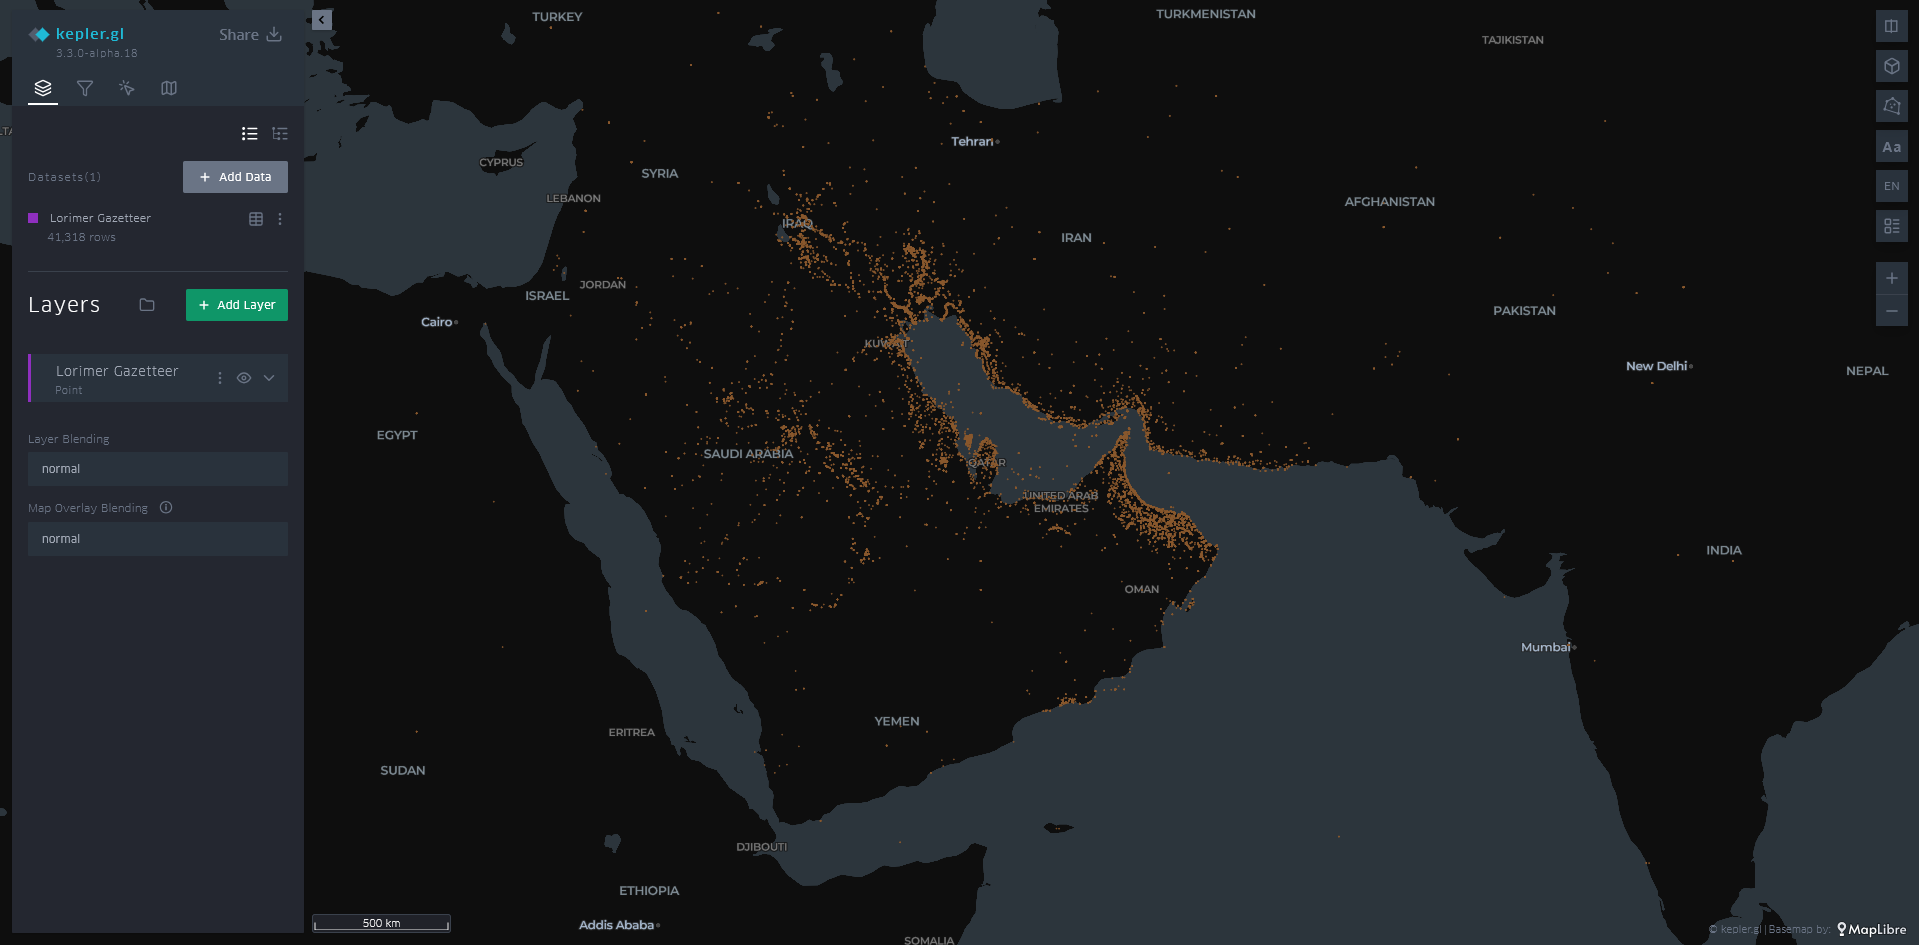 kepler.gl
3.3.0-alpha.18
Share
Datasets(1)
+ Add Data
Lorimer Gazetteer
41,318 rows
Layers
+ Add Layer
Lorimer Gazetteer
Point
Layer Blending
normal
Map Overlay Blending
normal
TURKEY
TURKMENISTAN
TAJIKISTAN
Tehran
CYPRUS
SYRIA
LEBANON
AFGHANISTAN
IRAQ
IRAN
JORDAN
ISRAEL
PAKISTAN
Cairo
KUWAIT
New Delhi
NEPAL
EGYPT
SAUDI ARABIA
QATAR
UNITED ARAB
EMIRATES
INDIA
OMAN
Mumbai
YEMEN
ERITREA
SUDAN
DJIBOUTI
ETHIOPIA
Addis Ababa
SOMALIA
500 km
Aa
EN
© kepler.gl | Basemap by: MapLibre